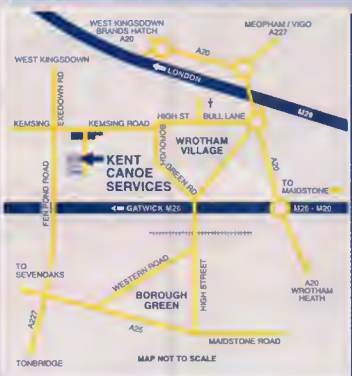 WEST KINGSDOWN
BRANDS HATCH
A20
MEOPHAM / VIGO
A227
A20
WEST KINGSDOWN
LONDON
EXEDOWN RD
M20
KEMSING
KEMSING ROAD
HIGH ST
BULL LANE
WROTHAM
VILLAGE
BOROUGH
GREEN RD
KENT
CANOE
SERVICES
A20
TO
MAIDSTONE
FEN POND ROAD
GATWICK M26
M26 - M20
TO
SEVENOAKS
WESTERN ROAD
HIGH STREET
A20
WROTHAM
HEATH
BOROUGH
GREEN
A227
A25
MAIDSTONE ROAD
TONBRIDGE
MAP NOT TO SCALE